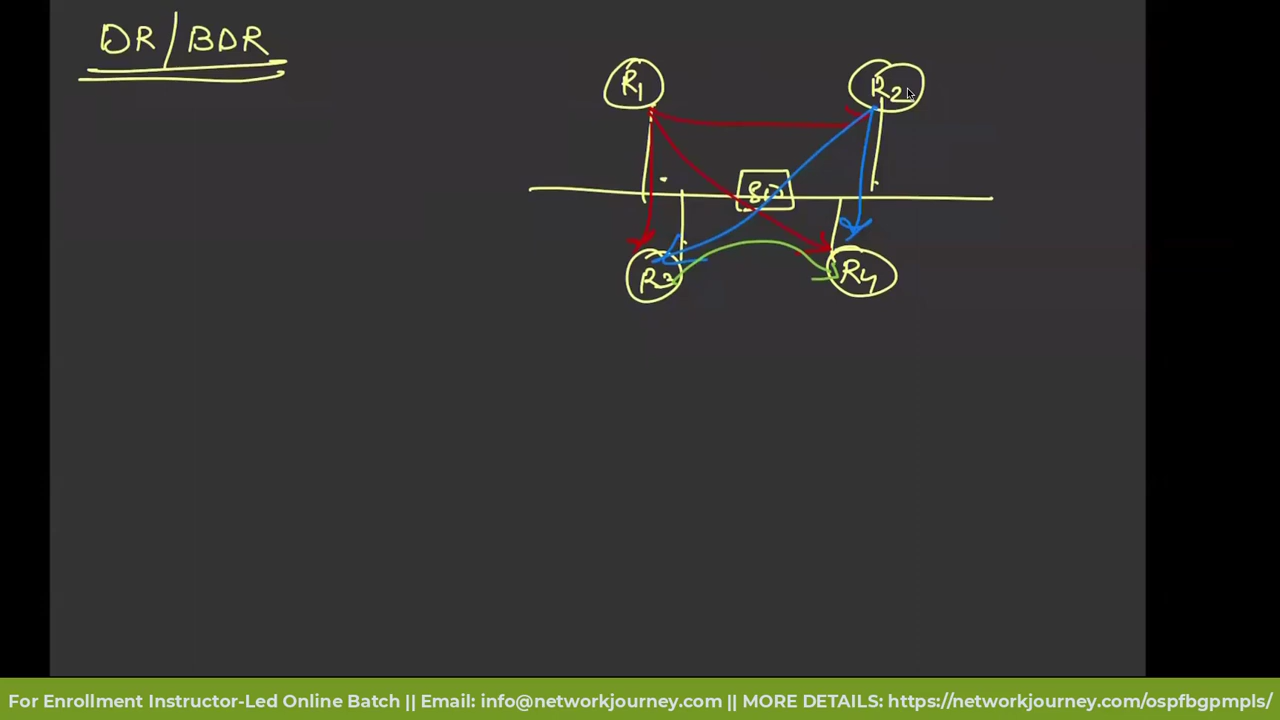 DR/BDR
R1
R2
R3
R4
For Enrollment Instructor-Led Online Batch || Email: info@networkjourney.com || MORE DETAILS: https://networkjourney.com/ospfbgpmpls/